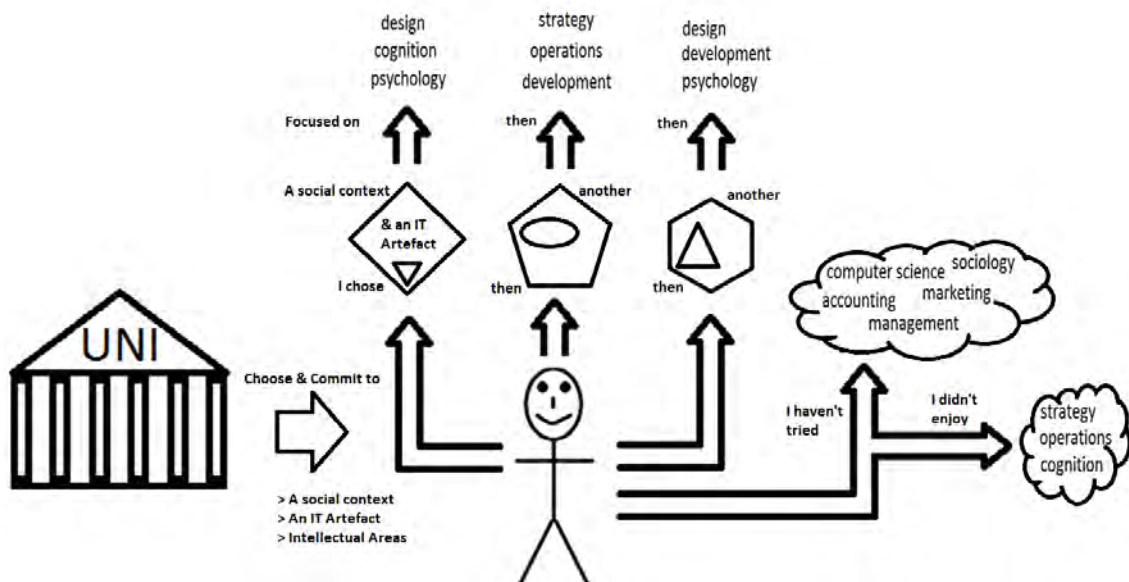 design
cognition
psychology
strategy
operations
development
design
development
psychology
Focused on
then
then
A social context
& an IT
Artefact
I chose
another
then
another
then
UNI
Choose & Commit to
> A social context
> An IT Artefact
> Intellectual Areas
computer science
sociology
accounting
marketing
management
I haven't
tried
I didn't
enjoy
strategy
operations
cognition